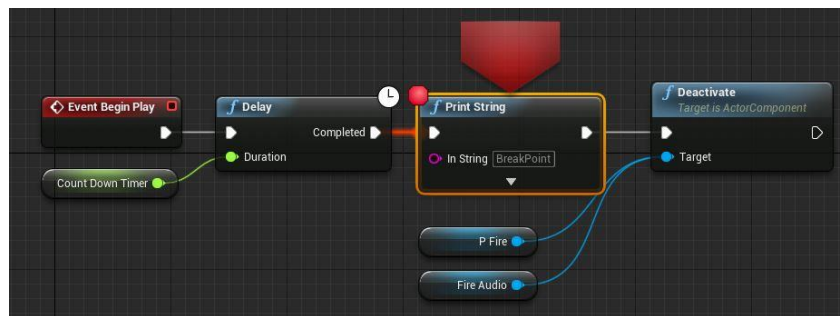 Event Begin Play
Delay
Completed
Duration
Count Down Timer
Print String
In String BreakPoint
P Fire
Fire Audio
Deactivate
Target is ActorComponent
Target